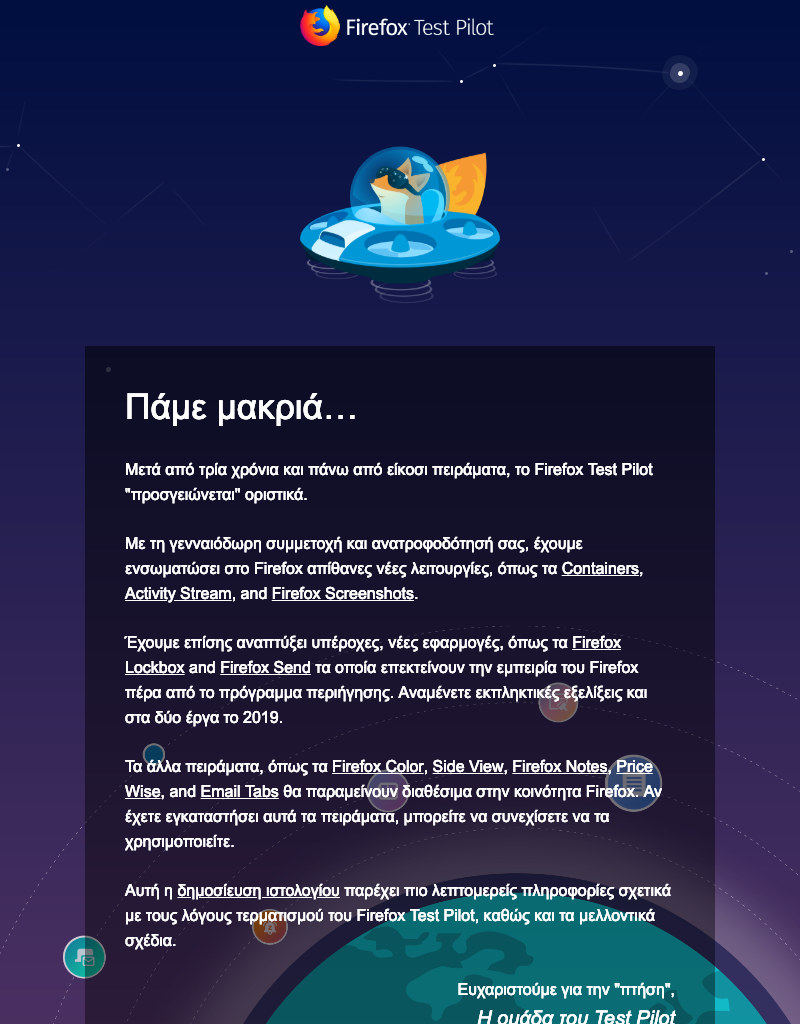 Firefox Test Pilot
Πάμε μακριά...
Μετά από τρία χρόνια και πάνω από είκοσι πειράματα, το Firefox Test Pilot
"προσγειώνεται" οριστικά.
Με τη γενναιόδωρη συμμετοχή και ανατροφοδότησή σας, έχουμε
ενσωματώσει στο Firefox απίθανες νέες λειτουργίες, όπως τα Containers,
Activity Stream, and Firefox Screenshots.
Έχουμε επίσης αναπτύξει υπέροχες, νέες εφαρμογές, όπως τα Firefox
Lockbox and Firefox Send τα οποία επεκτείνουν την εμπειρία του Firefox
πέρα από το πρόγραμμα περιήγησης. Αναμένετε εκπληκτικές εξελίξεις και
στα δύο έργα το 2019.
Τα άλλα πειράματα, όπως τα Firefox Color, Side View, Firefox Notes, Price
Wise, and Email Tabs θα παραμείνουν διαθέσιμα στην κοινότητα Firefox. Αν
έχετε εγκαταστήσει αυτά τα πειράματα, μπορείτε να συνεχίσετε να τα
χρησιμοποιείτε.
Αυτή η δημοσίευση ιστολογίου παρέχει πιο λεπτομερείς πληροφορίες σχετικά
με τους λόγους τερματισμού του Firefox Test Pilot, καθώς και τα μελλοντικά
σχέδια.
Ευχαριστούμε για την "πτήση",
Η ομάδα του Test Pilot